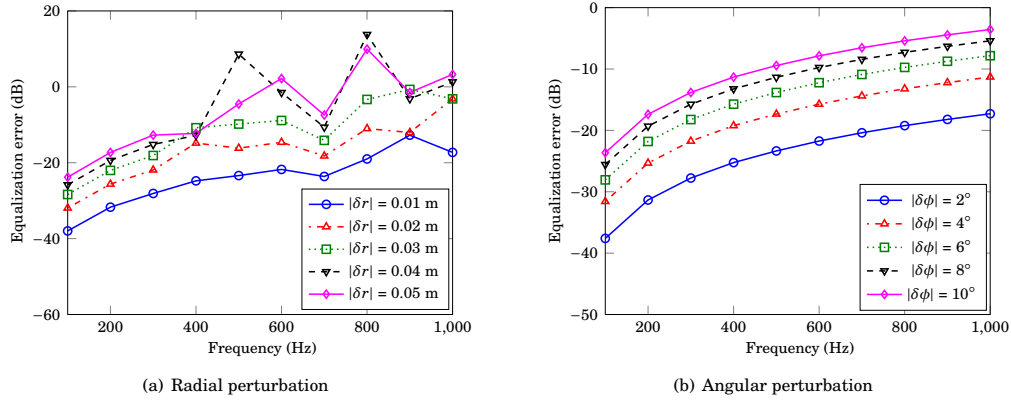 20
0
−20
−40
−60
200
400
600
800
1,000
Frequency (Hz)
Equalization error (dB)
|δr| = 0.01 m
|δr| = 0.02 m
|δr| = 0.03 m
|δr| = 0.04 m
|δr| = 0.05 m
(a) Radial perturbation
0
−10
−20
−30
−40
−50
200
400
600
800
1,000
Frequency (Hz)
Equalization error (dB)
|δϕ| = 2°
|δϕ| = 4°
|δϕ| = 6°
|δϕ| = 8°
|δϕ| = 10°
(b) Angular perturbation